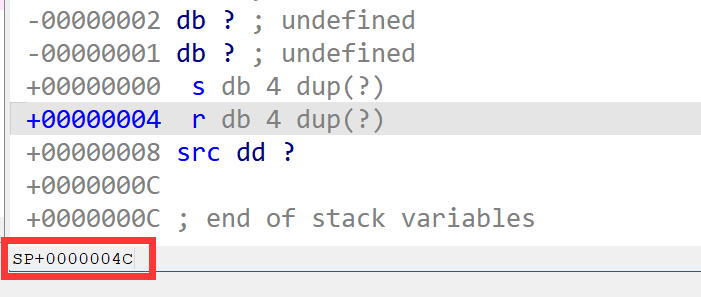 -00000002 db ? ; undefined
-00000001 db ? ; undefined
+00000000  s db 4 dup(?)
+00000004  r db 4 dup(?)
+00000008 src dd ?
+0000000C
+0000000C ; end of stack variables
SP+0000004C